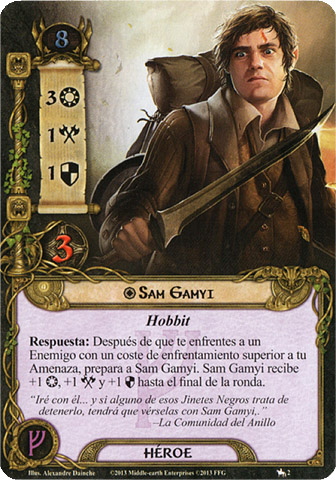 8
3
1
1
3
Sam Gamyi
Hobbit
Respuesta: Después de que te enfrentes a un
Enemigo con un coste de enfrentamiento superior a tu
Amenaza, prepara a Sam Gamyi. Sam Gamyi recibe
+1 , +1 y +1 hasta el final de la ronda.
“Iré con él... y si alguno de esos Jinetes Negros trata de
detenerlo, tendrá que vérselas con Sam Gamyi,.”
–La Comunidad del Anillo
HÉROE
Illus. Alexandre Dainche
©2013 Middle-earth Enterprises ©2013 FFG
2